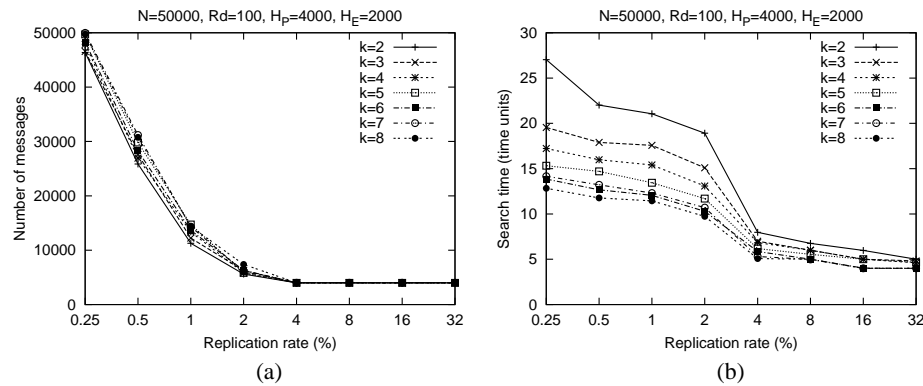 N=50000, Rd=100, H_P=4000, H_E=2000
50000
40000
30000
20000
10000
0
Number of messages
0.25 0.5 1 2 4 8 16 32
Replication rate (%)
k=2
k=3
k=4
k=5
k=6
k=7
k=8
(a)
N=50000, Rd=100, H_P=4000, H_E=2000
30
25
20
15
10
5
0
Search time (time units)
0.25 0.5 1 2 4 8 16 32
Replication rate (%)
k=2
k=3
k=4
k=5
k=6
k=7
k=8
(b)